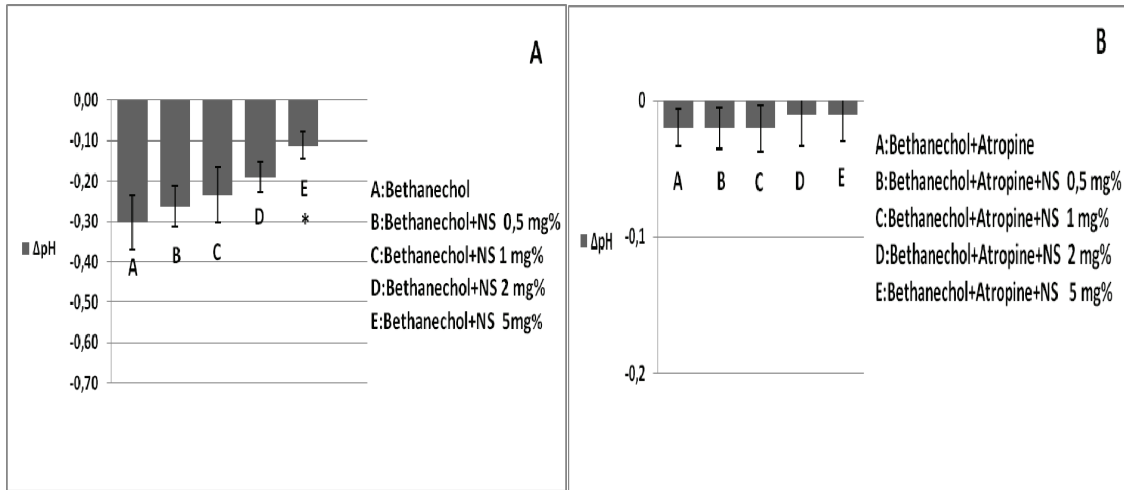 A
0,00
-0,10
-0,20
-0,30
-0,40
-0,50
-0,60
-0,70
ΔpH
A
B
C
D
E
*
A:Bethanechol
B:Bethanechol+NS 0,5 mg%
C:Bethanechol+NS 1 mg%
D:Bethanechol+NS 2 mg%
E:Bethanechol+NS 5mg%
B
0
-0,1
-0,2
ΔpH
A B C D E
A:Bethanechol+Atropine
B:Bethanechol+Atropine+NS 0,5 mg%
C:Bethanechol+Atropine+NS 1 mg%
D:Bethanechol+Atropine+NS 2 mg%
E:Bethanechol+Atropine+NS 5 mg%